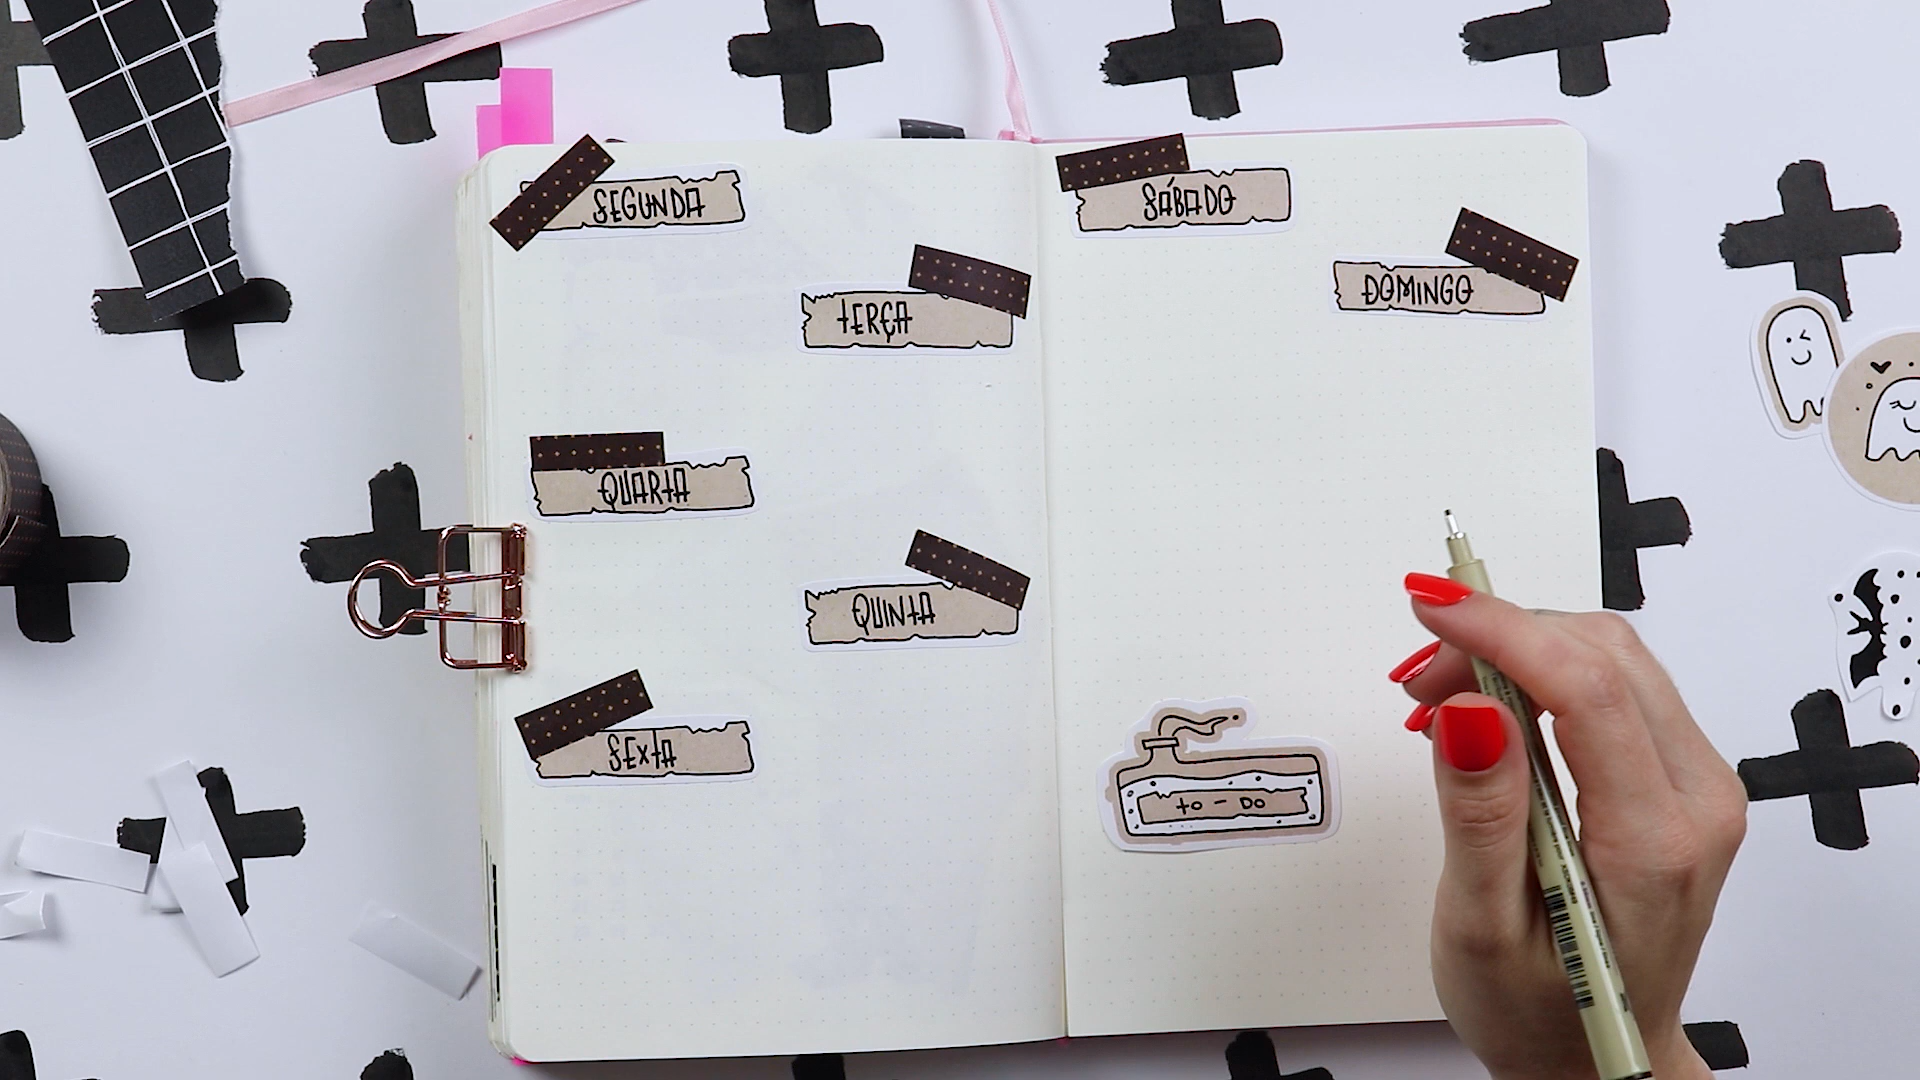 SEGUNDA
TERÇA
QUARTA
QUINTA
SEXTA
SÁBADO
DOMINGO
TO - DO